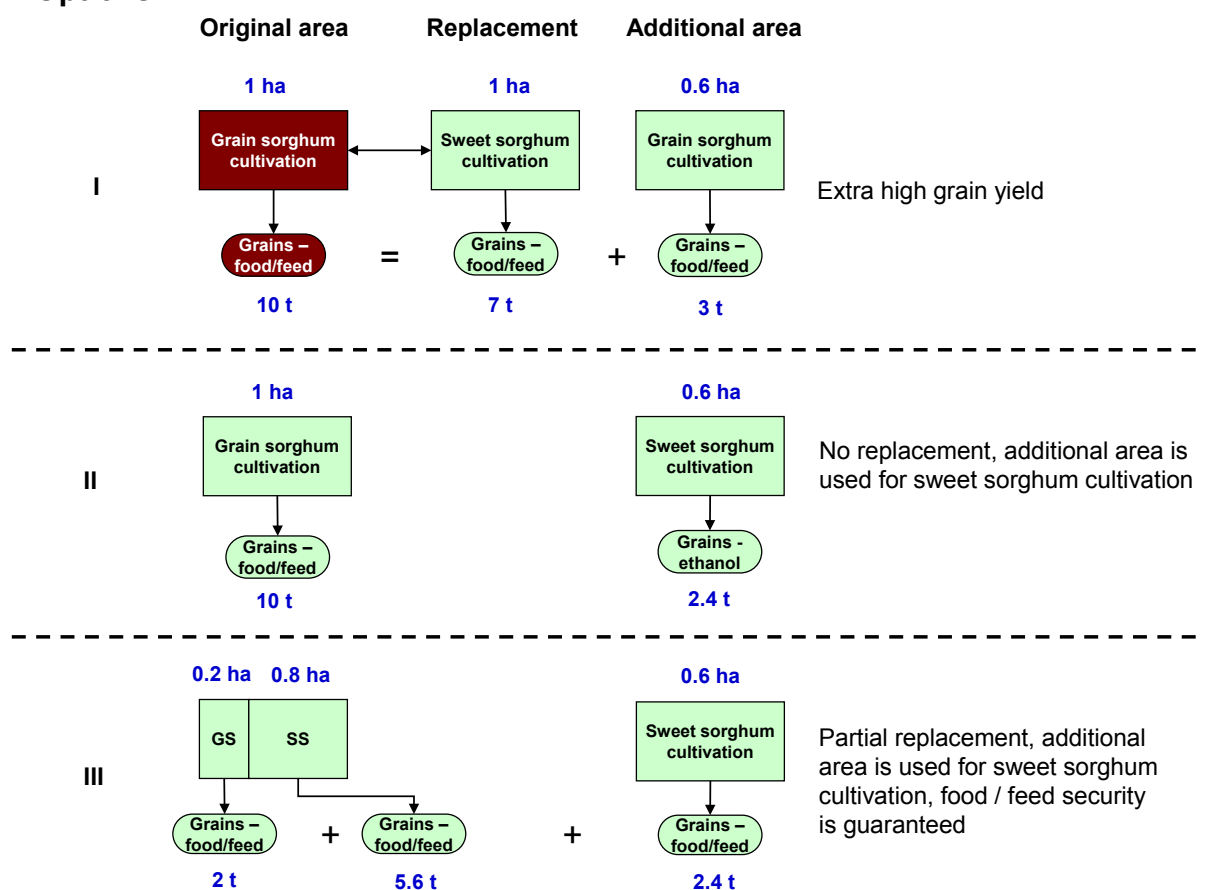 Original area Replacement Additional area
1 ha 1 ha 0.6 ha
Grain sorghum cultivation Sweet sorghum cultivation Grain sorghum cultivation
I
Extra high grain yield
Grains – food/feed = Grains – food/feed + Grains – food/feed
10 t 7 t 3 t
1 ha 0.6 ha
Grain sorghum cultivation Sweet sorghum cultivation
No replacement, additional area is
used for sweet sorghum cultivation
II
Grains – food/feed Grains - ethanol
10 t 2.4 t
0.2 ha 0.8 ha 0.6 ha
GS SS Sweet sorghum cultivation
Partial replacement, additional
area is used for sweet sorghum
cultivation, food / feed security
is guaranteed
III
Grains – food/feed + Grains – food/feed + Grains – food/feed
2 t 5.6 t 2.4 t